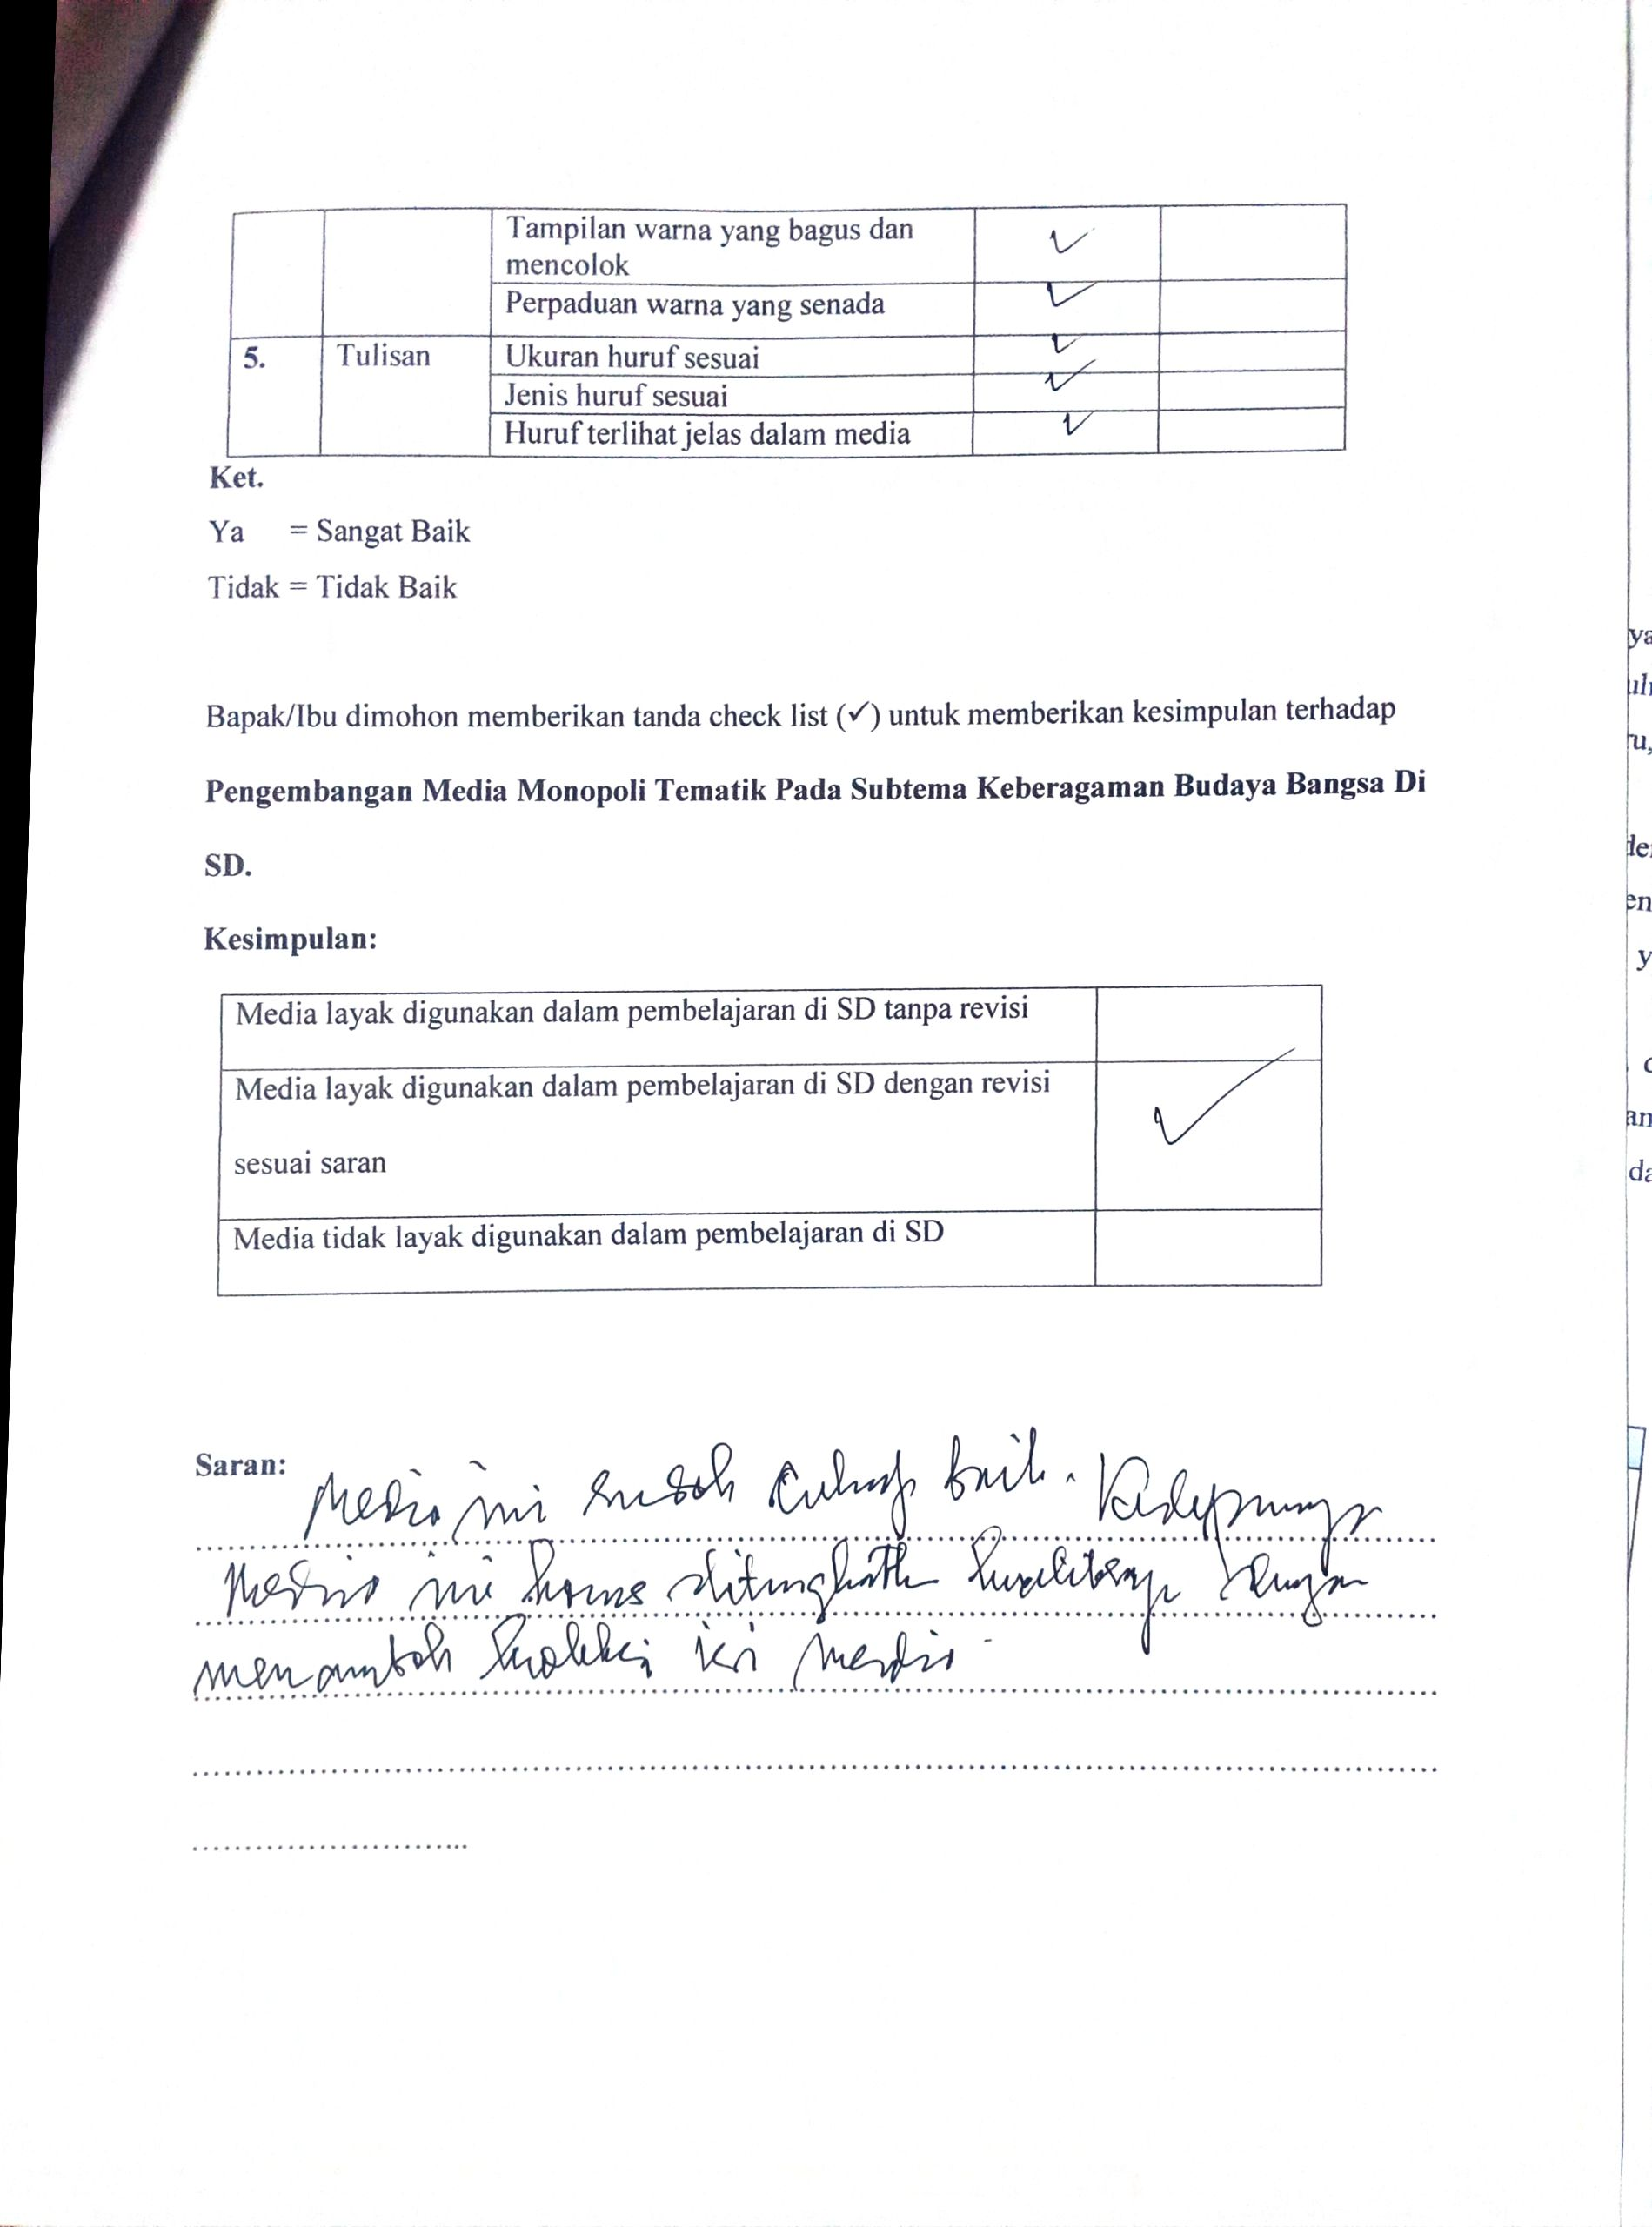 Tampilan warna yang bagus dan
mencolok ✓
Perpaduan warna yang senada ✓
5. Tulisan Ukuran huruf sesuai ✓
Jenis huruf sesuai ✓
Huruf terlihat jelas dalam media ✓
Ket.
Ya = Sangat Baik
Tidak = Tidak Baik
Bapak/Ibu dimohon memberikan tanda check list (✓) untuk memberikan kesimpulan terhadap
Pengembangan Media Monopoli Tematik Pada Subtema Keberagaman Budaya Bangsa Di
SD.
Kesimpulan:
Media layak digunakan dalam pembelajaran di SD tanpa revisi
Media layak digunakan dalam pembelajaran di SD dengan revisi ✓
sesuai saran
Media tidak layak digunakan dalam pembelajaran di SD
Saran: Media ini sudah cukup baik. Kedepannya
Media ini harus ditingkatkan kualitasnya dengan
menambah koleksi isi media